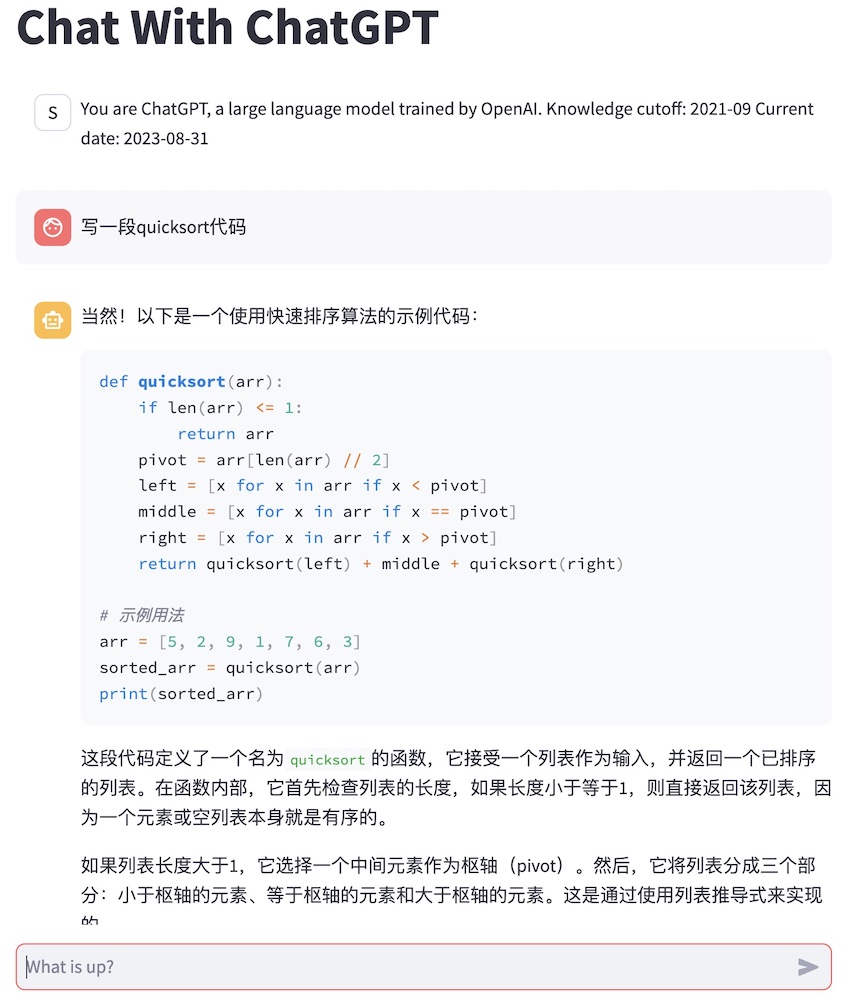 Chat With ChatGPT
S
You are ChatGPT, a large language model trained by OpenAI. Knowledge cutoff: 2021-09 Current
date: 2023-08-31
写一段quicksort代码
当然！以下是一个使用快速排序算法的示例代码：
def quicksort(arr):
    if len(arr) <= 1:
        return arr
    pivot = arr[len(arr) // 2]
    left = [x for x in arr if x < pivot]
    middle = [x for x in arr if x == pivot]
    right = [x for x in arr if x > pivot]
    return quicksort(left) + middle + quicksort(right)
# 示例用法
arr = [5, 2, 9, 1, 7, 6, 3]
sorted_arr = quicksort(arr)
print(sorted_arr)
这段代码定义了一个名为 quicksort 的函数，它接受一个列表作为输入，并返回一个已排序
的列表。在函数内部，它首先检查列表的长度，如果长度小于等于1，则直接返回该列表，因
为一个元素或空列表本身就是有序的。
如果列表长度大于1，它选择一个中间元素作为枢轴（pivot）。然后，它将列表分成三个部
分：小于枢轴的元素、等于枢轴的元素和大于枢轴的元素。这是通过使用列表推导式来实现
的
What is up?